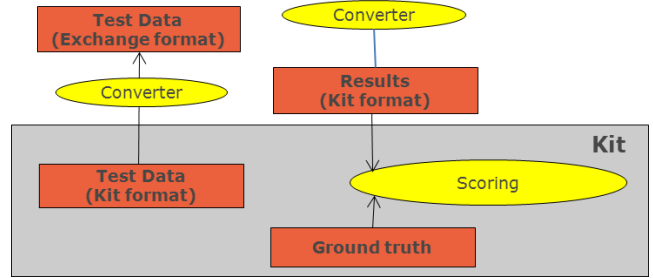 Test Data
(Exchange format)
Converter
Converter
Results
(Kit format)
Kit
Test Data
(Kit format)
Scoring
Ground truth